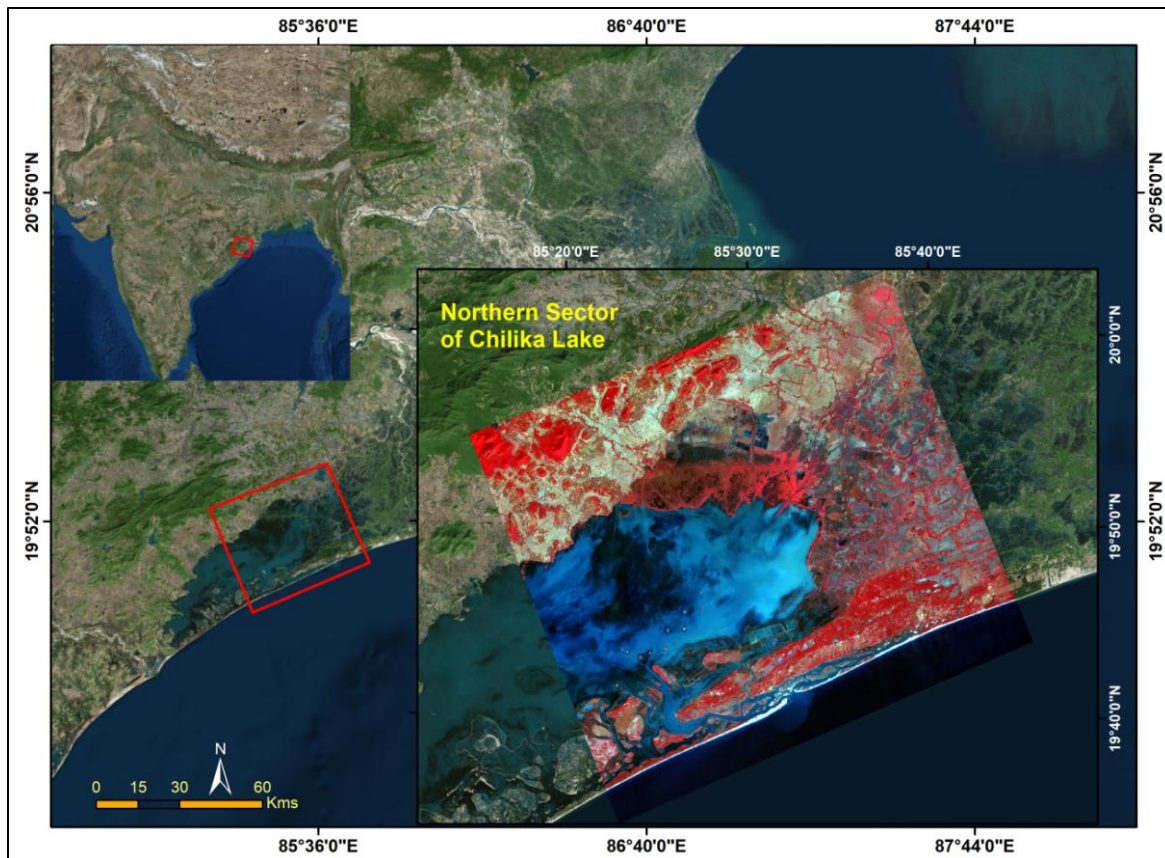 85°36'0"E
86°40'0"E
87°44'0"E
20°56'0"N
20°56'0"N
85°20'0"E
85°30'0"E
85°40'0"E
Northern Sector
of Chilika Lake
20°0'0"N
19°52'0"N
19°50'0"N
19°52'0"N
19°40'0"N
N
0 15 30 60
Kms
85°36'0"E
86°40'0"E
87°44'0"E